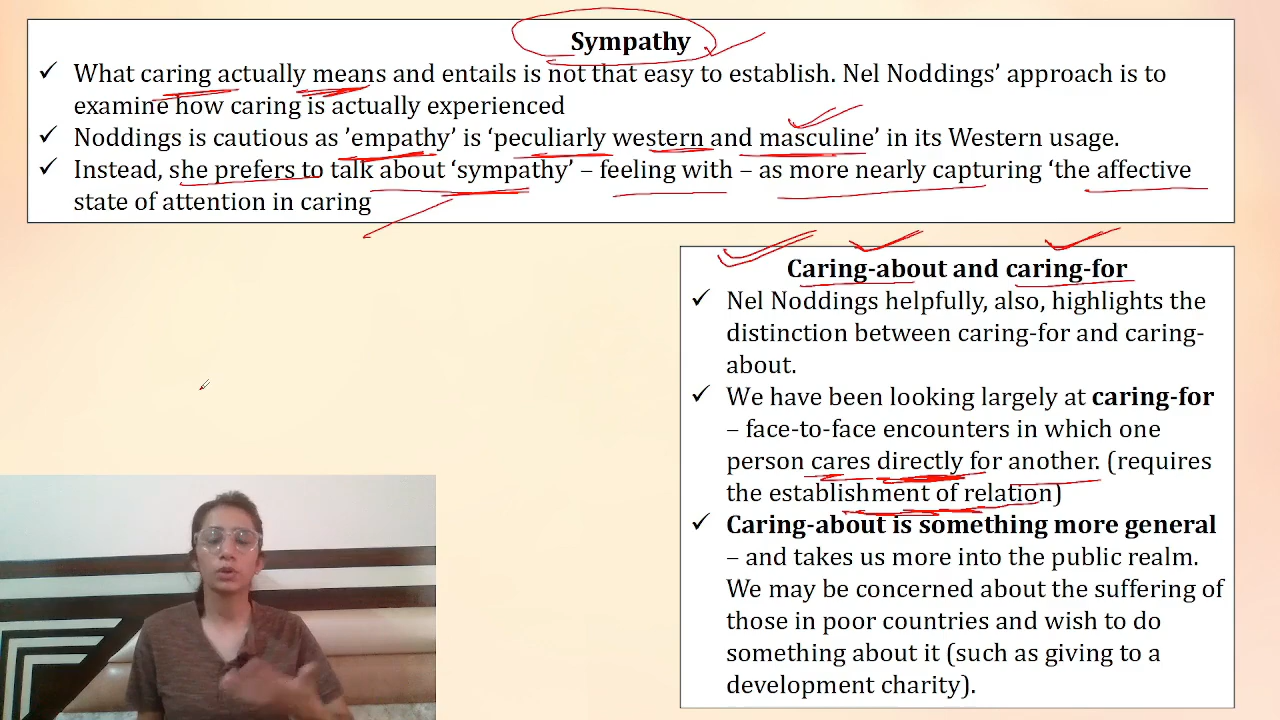 Sympathy
✓ What caring actually means and entails is not that easy to establish. Nel Noddings’ approach is to
examine how caring is actually experienced
✓ Noddings is cautious as ’empathy’ is ‘peculiarly western and masculine’ in its Western usage.
✓ Instead, she prefers to talk about ‘sympathy’ – feeling with – as more nearly capturing ‘the affective
state of attention in caring
Caring-about and caring-for
✓ Nel Noddings helpfully, also, highlights the
distinction between caring-for and caring-
about.
✓ We have been looking largely at caring-for
– face-to-face encounters in which one
person cares directly for another. (requires
the establishment of relation)
✓ Caring-about is something more general
– and takes us more into the public realm.
We may be concerned about the suffering of
those in poor countries and wish to do
something about it (such as giving to a
development charity).